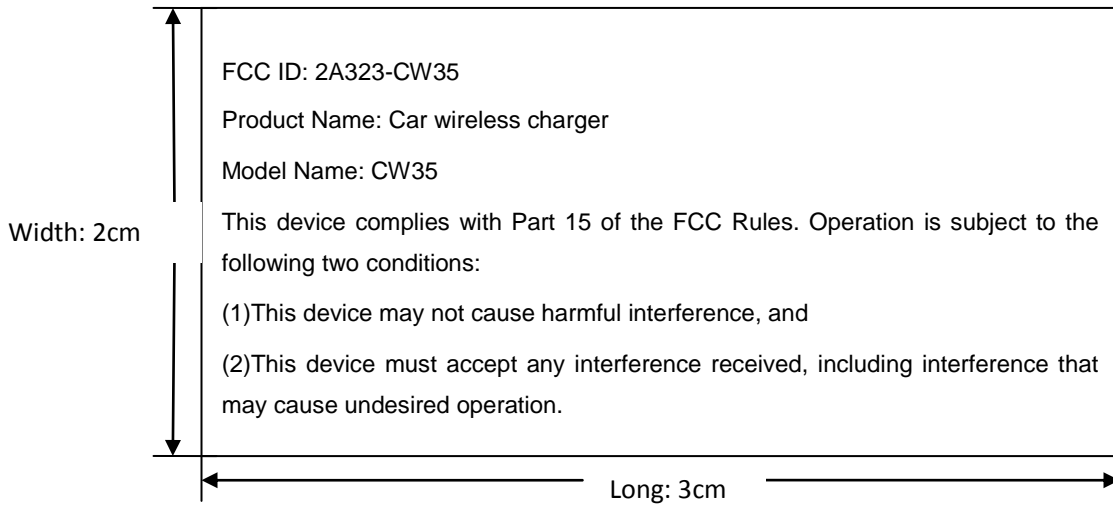 FCC ID: 2A323-CW35
Product Name: Car wireless charger
Model Name: CW35
This device complies with Part 15 of the FCC Rules. Operation is subject to the
following two conditions:
(1)This device may not cause harmful interference, and
(2)This device must accept any interference received, including interference that
may cause undesired operation.
Width: 2cm
Long: 3cm